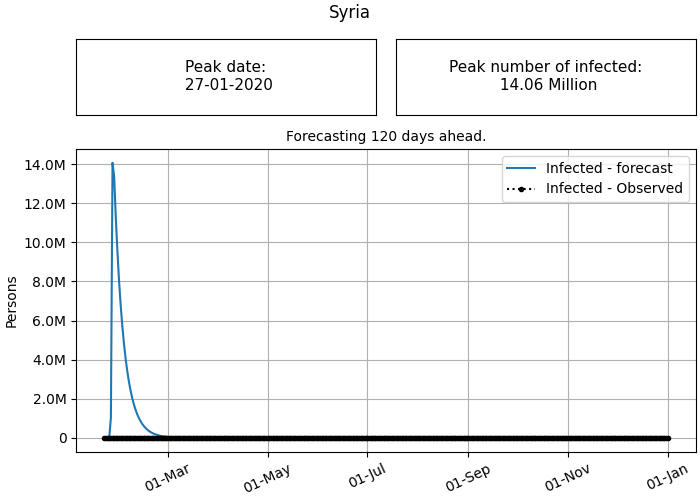 Syria
Peak date:
27-01-2020
Peak number of infected:
14.06 Million
Forecasting 120 days ahead.
Infected - forecast
Infected - Observed
14.0M
12.0M
10.0M
8.0M
6.0M
4.0M
2.0M
0
Persons
01-Mar
01-May
01-Jul
01-Sep
01-Nov
01-Jan